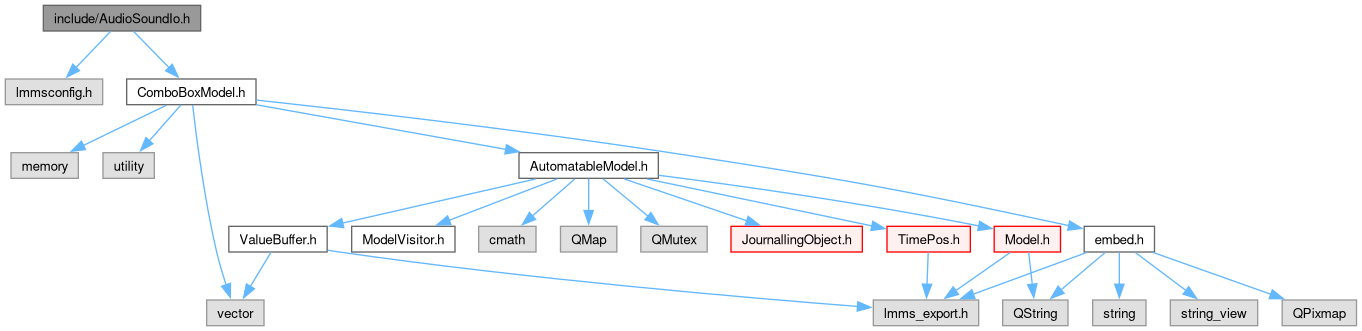 include/AudioSoundIo.h
lmmsconfig.h
ComboBoxModel.h
memory
utility
AutomatableModel.h
ValueBuffer.h
ModelVisitor.h
cmath
QMap
QMutex
JournallingObject.h
TimePos.h
Model.h
embed.h
vector
lmms_export.h
QString
string
string_view
QPixmap